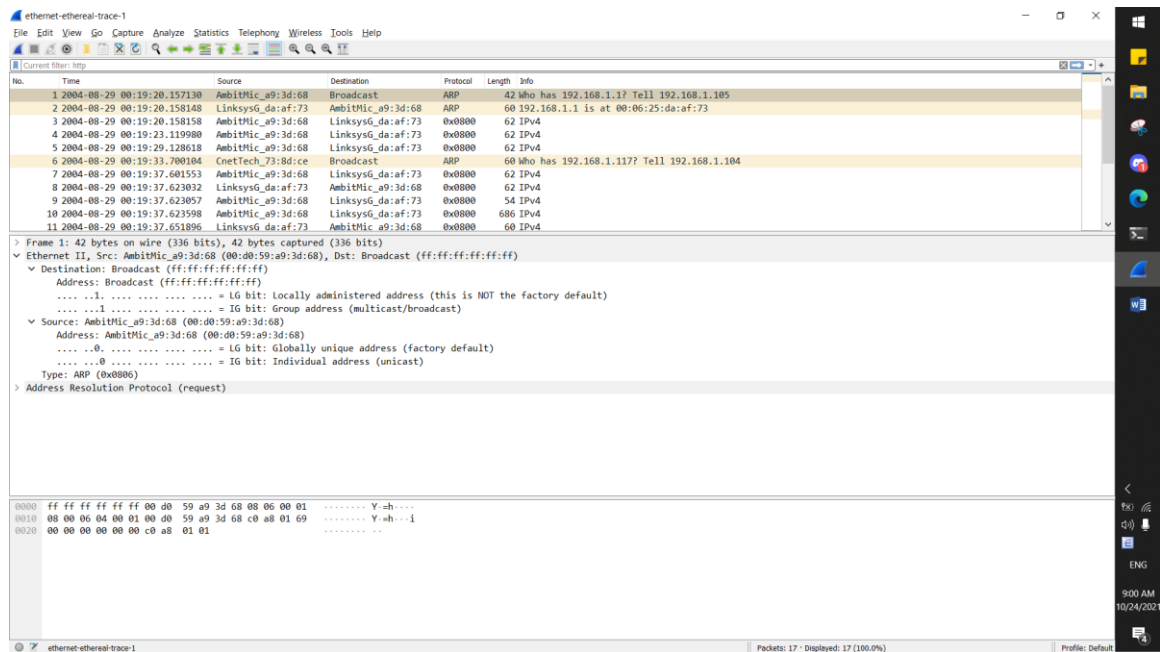 ethernet-ethereal-trace-1
File Edit View Go Capture Analyze Statistics Telephony Wireless Tools Help
Current filter: http
No. Time Source Destination Protocol Length Info
1 2004-08-29 00:19:20.157130 AmbitMic_a9:3d:68 Broadcast ARP 42 Who has 192.168.1.1? Tell 192.168.1.105
2 2004-08-29 00:19:20.158148 LinksysG_da:af:73 AmbitMic_a9:3d:68 ARP 60 192.168.1.1 is at 00:06:25:da:af:73
3 2004-08-29 00:19:20.158158 AmbitMic_a9:3d:68 LinksysG_da:af:73 0x0800 62 IPv4
4 2004-08-29 00:19:23.119980 AmbitMic_a9:3d:68 LinksysG_da:af:73 0x0800 62 IPv4
5 2004-08-29 00:19:29.128618 AmbitMic_a9:3d:68 LinksysG_da:af:73 0x0800 62 IPv4
6 2004-08-29 00:19:33.700104 CnetTech_73:8d:ce Broadcast ARP 60 Who has 192.168.1.117? Tell 192.168.1.104
7 2004-08-29 00:19:37.601553 AmbitMic_a9:3d:68 LinksysG_da:af:73 0x0800 62 IPv4
8 2004-08-29 00:19:37.623032 LinksysG_da:af:73 AmbitMic_a9:3d:68 0x0800 62 IPv4
9 2004-08-29 00:19:37.623057 AmbitMic_a9:3d:68 LinksysG_da:af:73 0x0800 54 IPv4
10 2004-08-29 00:19:37.623598 AmbitMic_a9:3d:68 LinksysG_da:af:73 0x0800 686 IPv4
11 2004-08-29 00:19:37.651896 LinksysG_da:af:73 AmbitMic_a9:3d:68 0x0800 60 IPv4
Frame 1: 42 bytes on wire (336 bits), 42 bytes captured (336 bits)
Ethernet II, Src: AmbitMic_a9:3d:68 (00:d0:59:a9:3d:68), Dst: Broadcast (ff:ff:ff:ff:ff:ff)
Destination: Broadcast (ff:ff:ff:ff:ff:ff)
Address: Broadcast (ff:ff:ff:ff:ff:ff)
.... ..1. .... .... .... .... = LG bit: Locally administered address (this is NOT the factory default)
.... ...1 .... .... .... .... = IG bit: Group address (multicast/broadcast)
Source: AmbitMic_a9:3d:68 (00:d0:59:a9:3d:68)
Address: AmbitMic_a9:3d:68 (00:d0:59:a9:3d:68)
.... ..0. .... .... .... .... = LG bit: Globally unique address (factory default)
.... ...0 .... .... .... .... = IG bit: Individual address (unicast)
Type: ARP (0x0806)
Address Resolution Protocol (request)
0000 ff ff ff ff ff ff 00 d0 59 a9 3d 68 08 06 00 01 ········ Y·=h····
0010 08 00 06 04 00 01 00 d0 59 a9 3d 68 c0 a8 01 69 ········ Y·=h···i
0020 00 00 00 00 00 00 c0 a8 01 01 ········ ··
ethernet-ethereal-trace-1 Packets: 17 · Displayed: 17 (100.0%) Profile: Default
ENG
9:00 AM
10/24/2021
4